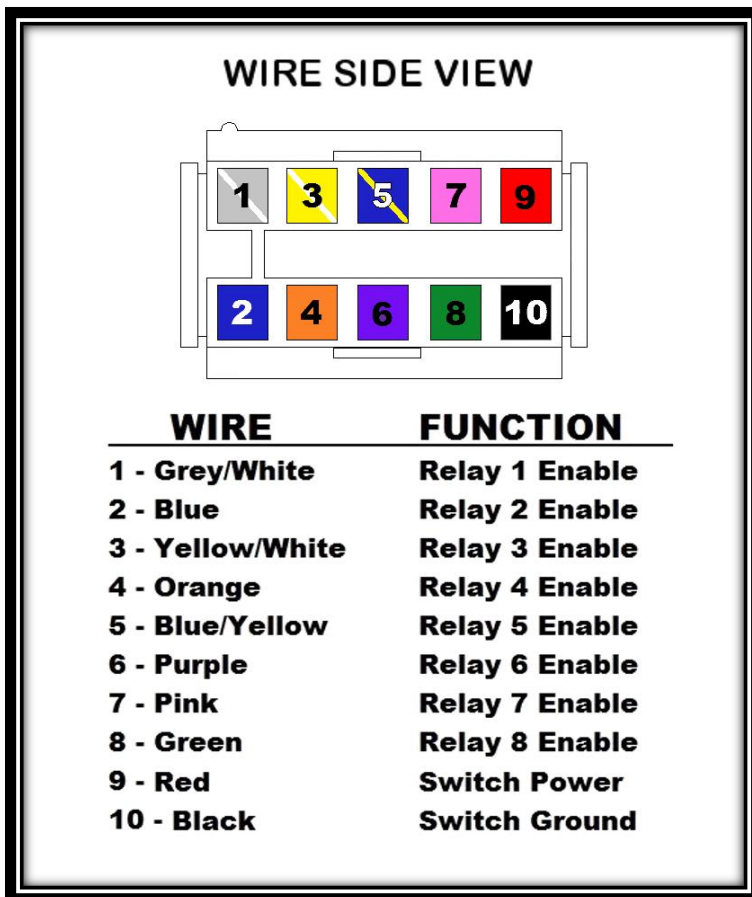 WIRE SIDE VIEW
1 3 5 7 9
2 4 6 8 10
WIRE FUNCTION
1 - Grey/White Relay 1 Enable
2 - Blue Relay 2 Enable
3 - Yellow/White Relay 3 Enable
4 - Orange Relay 4 Enable
5 - Blue/Yellow Relay 5 Enable
6 - Purple Relay 6 Enable
7 - Pink Relay 7 Enable
8 - Green Relay 8 Enable
9 - Red Switch Power
10 - Black Switch Ground